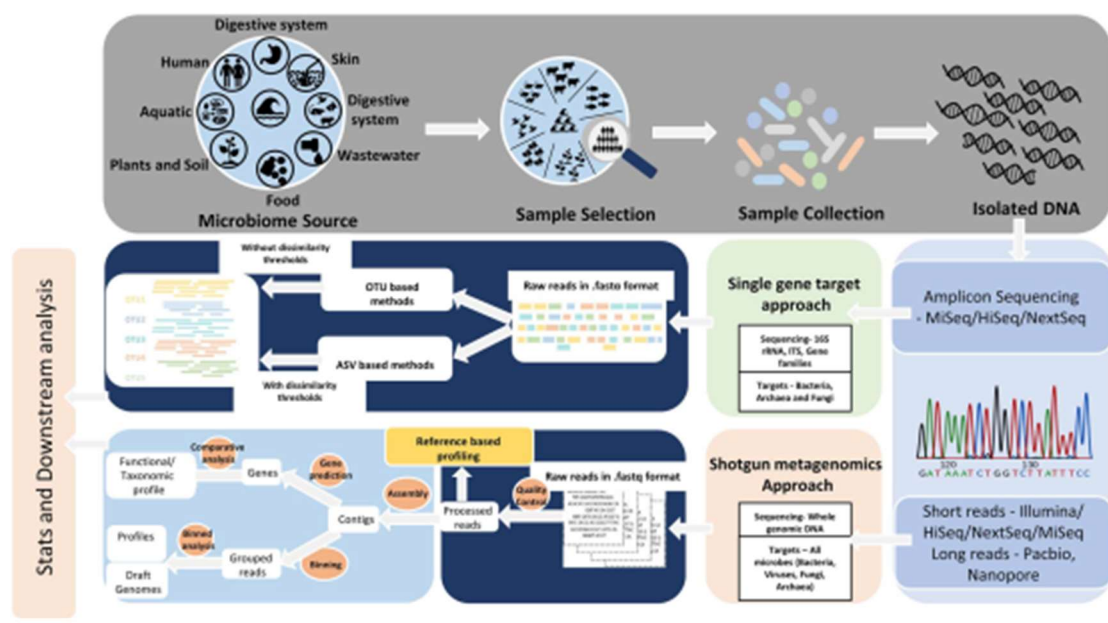 Digestive system
Human
Skin
Aquatic
Digestive
system
Plants and Soil
Wastewater
Food
Microbiome Source
Sample Selection
Sample Collection
Isolated DNA
Stats and Downstream analysis
Without dissimilarity
thresholds
OTU based
methods
ASV based methods
With dissimilarity
thresholds
Raw reads in .fastq format
Single gene target
approach
Sequencing- 16S
rRNA, ITS, Gene
families
Targets - Bacteria,
Archaea and Fungi
Amplicon Sequencing
- MiSeq/HiSeq/NextSeq
120
130
GATAAATCTGGTCTTATTTCC
Functional/
Taxonomic
profile
Comparative
analysis
Genes
Gene
prediction
Contigs
Profiles
Draft
Genomes
Binned
analysis
Grouped
reads
Binning
Assembly
Reference based
profiling
Processed
reads
Quality
Control
Raw reads in .fastq format
Shotgun metagenomics
Approach
Sequencing- Whole
genomic DNA
Targets – All
microbes (Bacteria,
Viruses, Fungi,
Archaea)
Short reads - Illumina/
HiSeq/NextSeq/MiSeq
Long reads - Pacbio,
Nanopore